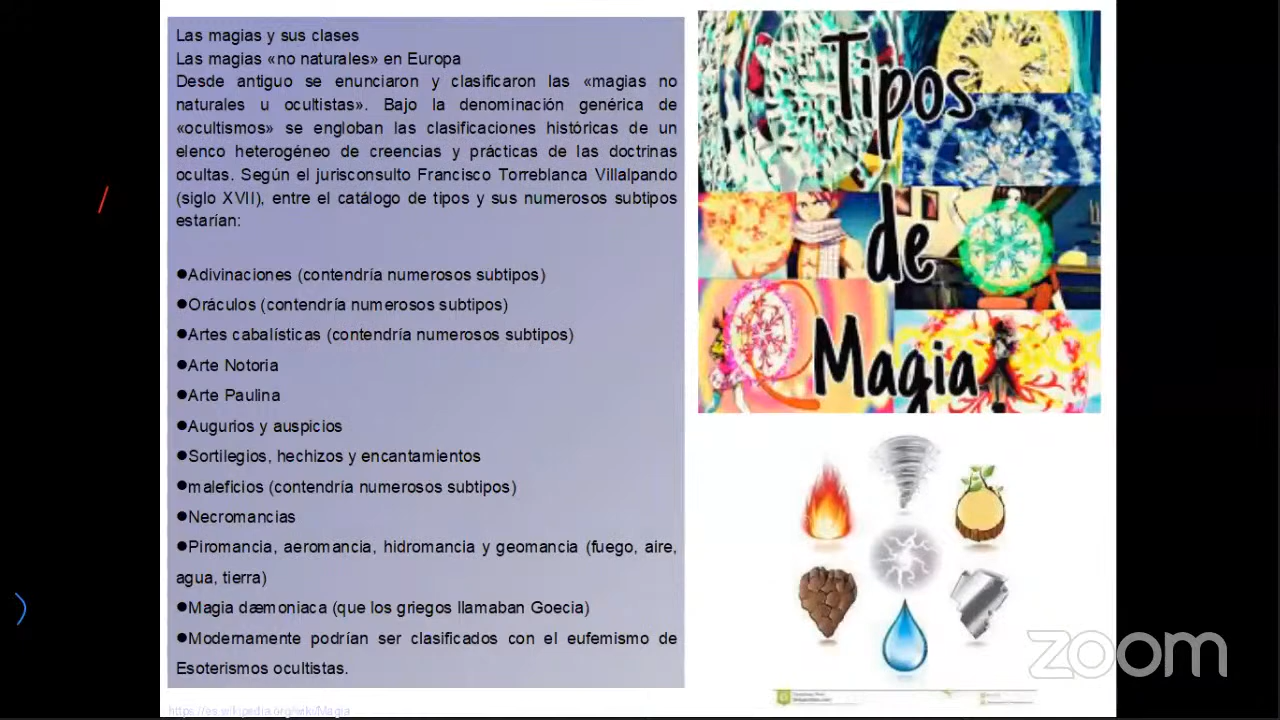 Las magias y sus clases
Las magias «no naturales» en Europa
Desde antiguo se enunciaron y clasificaron las «magias no
naturales u ocultistas». Bajo la denominación genérica de
«ocultismos» se engloban las clasificaciones históricas de un
elenco heterogéneo de creencias y prácticas de las doctrinas
ocultas. Según el jurisconsulto Francisco Torreblanca Villalpando
(siglo XVII), entre el catálogo de tipos y sus numerosos subtipos
estarían:
●Adivinaciones (contendría numerosos subtipos)
●Oráculos (contendría numerosos subtipos)
●Artes cabalísticas (contendría numerosos subtipos)
●Arte Notoria
●Arte Paulina
●Augurios y auspicios
●Sortilegios, hechizos y encantamientos
●maleficios (contendría numerosos subtipos)
●Necromancias
●Piromancia, aeromancia, hidromancia y geomancia (fuego, aire,
agua, tierra)
●Magia dæmoniaca (que los griegos llamaban Goecia)
●Modernamente podrían ser clasificados con el eufemismo de
Esoterismos ocultistas.
https://es.wikipedia.org/wiki/Magia
Tipos
de
Magia
zoom